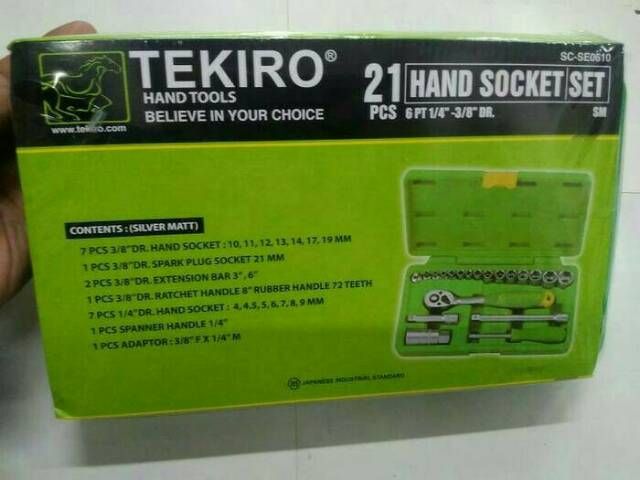 SC-SE0610
TEKIRO®
HAND TOOLS
BELIEVE IN YOUR CHOICE
www.tekiro.com
21 PCS
HAND SOCKET SET
6 PT 1/4" -3/8" DR.
SM
CONTENTS : (SILVER MATT)
7 PCS 3/8"DR. HAND SOCKET : 10, 11, 12, 13, 14, 17, 19 MM
1 PCS 3/8"DR. SPARK PLUG SOCKET 21 MM
2 PCS 3/8"DR. EXTENSION BAR 3", 6"
1 PCS 3/8"DR. RATCHET HANDLE 8" RUBBER HANDLE 72 TEETH
7 PCS 1/4"DR. HAND SOCKET : 4, 4.5, 5, 6, 7, 8, 9 MM
1 PCS SPANNER HANDLE 1/4"
1 PCS ADAPTOR : 3/8" F X 1/4" M
JAPANESE INDUSTRIAL STANDARD